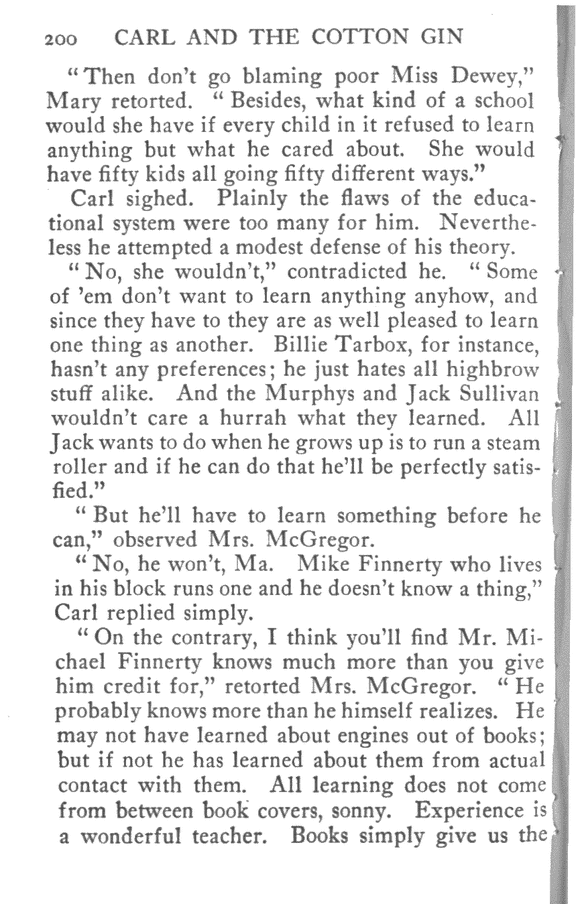 200 CARL AND THE COTTON GIN
“Then don’t go blaming poor Miss Dewey,”
Mary retorted. “Besides, what kind of a school
would she have if every child in it refused to learn
anything but what he cared about. She would
have fifty kids all going fifty different ways.”
Carl sighed. Plainly the flaws of the educa-
tional system were too many for him. Neverthe-
less he attempted a modest defense of his theory.
“No, she wouldn’t,” contradicted he. “Some
of ’em don’t want to learn anything anyhow, and
since they have to they are as well pleased to learn
one thing as another. Billie Tarbox, for instance,
hasn’t any preferences; he just hates all highbrow
stuff alike. And the Murphys and Jack Sullivan
wouldn’t care a hurrah what they learned. All
Jack wants to do when he grows up is to run a steam
roller and if he can do that he’ll be perfectly satis-
fied.”
“But he’ll have to learn something before he
can,” observed Mrs. McGregor.
“No, he won’t, Ma. Mike Finnerty who lives
in his block runs one and he doesn’t know a thing,”
Carl replied simply.
“On the contrary, I think you’ll find Mr. Mi-
chael Finnerty knows much more than you give
him credit for,” retorted Mrs. McGregor. “He
probably knows more than he himself realizes. He
may not have learned about engines out of books;
but if not he has learned about them from actual
contact with them. All learning does not come
from between book covers, sonny. Experience is
a wonderful teacher. Books simply give us the